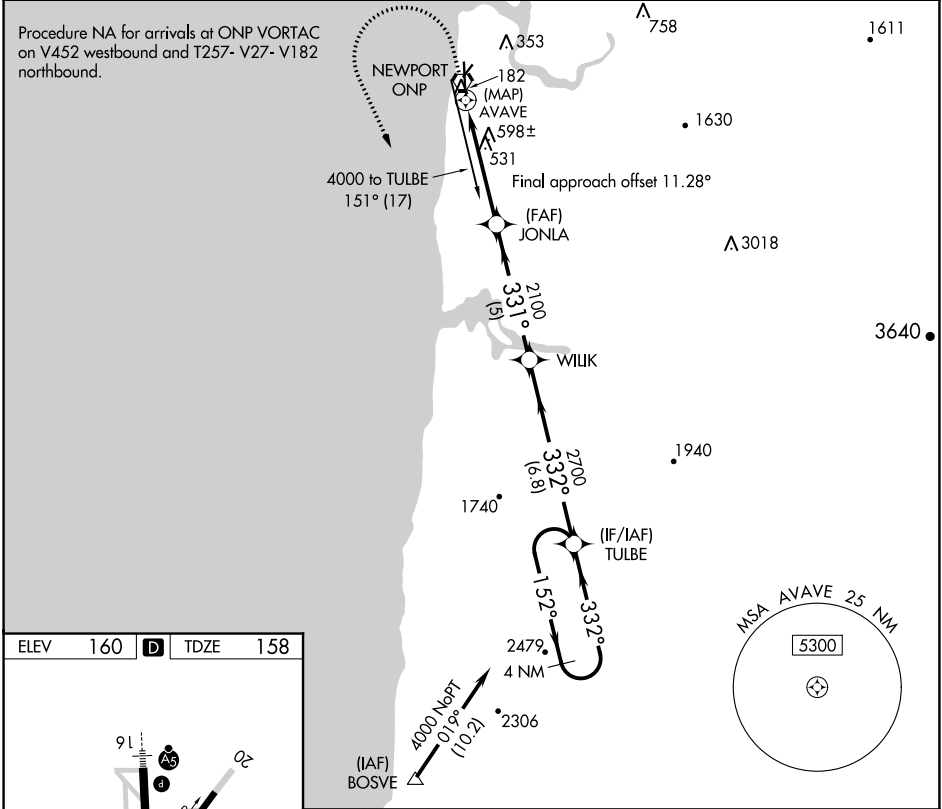 Procedure NA for arrivals at ONP VORTAC
on V452 westbound and T257- V27- V182
northbound.
758
1611
353
NEWPORT
ONP
182
(MAP)
AVAVE
1630
598±
531
4000 to TULBE
151° (17)
Final approach offset 11.28°
(FAF)
JONLA
3018
2100
331°
(5)
3640
WILIK
2700
332°
(6.8)
1940
1740
(IF/IAF)
TULBE
152°
332°
MSA AVAVE 25 NM
5300
ELEV 160 D TDZE 158
2479
4 NM
4000 NoPT
019°
(10.2)
2306
(IAF)
BOSVE
16
A5
P
20